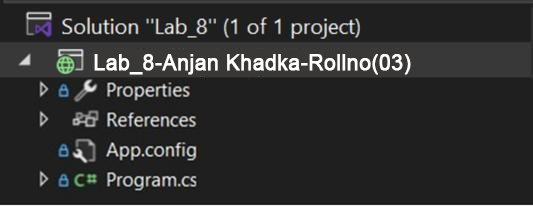 Solution "Lab_8" (1 of 1 project)
Lab_8-Anjan Khadka-Rollno(03)
Properties
References
App.config
C# Program.cs